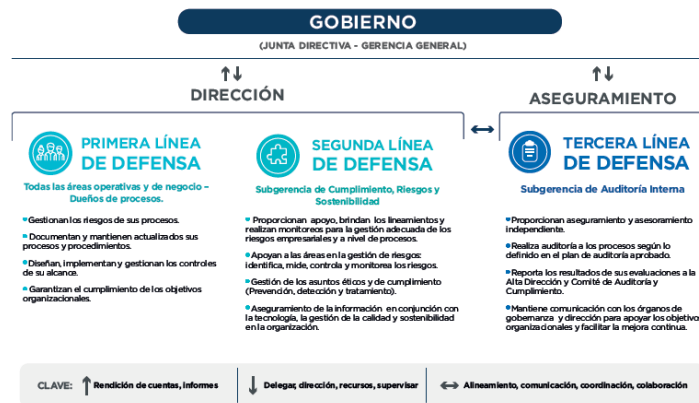 GOBIERNO
(JUNTA DIRECTIVA - GERENCIA GENERAL)
DIRECCIÓN
ASEGURAMIENTO
PRIMERA LÍNEA
DE DEFENSA
Todas las áreas operativas y de negocio –
Dueños de procesos.
Gestionan los riesgos de sus procesos.
Documentan y mantienen actualizados sus
procesos y procedimientos.
Diseñan, implementan y gestionan los controles
de su alcance.
Garantizan el cumplimiento de los objetivos
organizacionales.
SEGUNDA LÍNEA
DE DEFENSA
Subgerencia de Cumplimiento, Riesgos y
Sostenibilidad
Proporcionan apoyo, brindan los lineamientos y
realizan monitoreos para la gestión adecuada de los
riesgos empresariales y a nivel de procesos.
Apoyan a las áreas en la gestión de riesgos:
identifica, mide, controla y monitorea los riesgos.
Gestión de los asuntos éticos y de cumplimiento
(Prevención, detección y tratamiento).
Aseguramiento de la información en conjunción con
la tecnología, la gestión de la calidad y sostenibilidad
en la organización.
TERCERA LÍNEA
DE DEFENSA
Subgerencia de Auditoría Interna
Proporcionan aseguramiento y asesoramiento
independiente.
Realiza auditoría a los procesos según lo
definido en el plan de auditoría aprobado.
Reporta los resultados de sus evaluaciones a la
Alta Dirección y Comité de Auditoría y
Cumplimiento.
Mantiene comunicación con los órganos de
gobernanza y dirección para apoyar los objetivos
organizacionales y facilitar la mejora continua.
CLAVE: Rendición de cuentas, informes
Delegar, dirección, recursos, supervisar
Alineamiento, comunicación, coordinación, colaboración